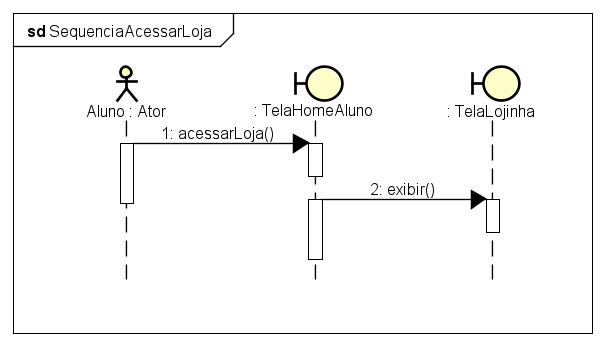 sd SequenciaAcessarLoja
Aluno : Ator
: TelaHomeAluno
: TelaLojinha
1: acessarLoja()
2: exibir()